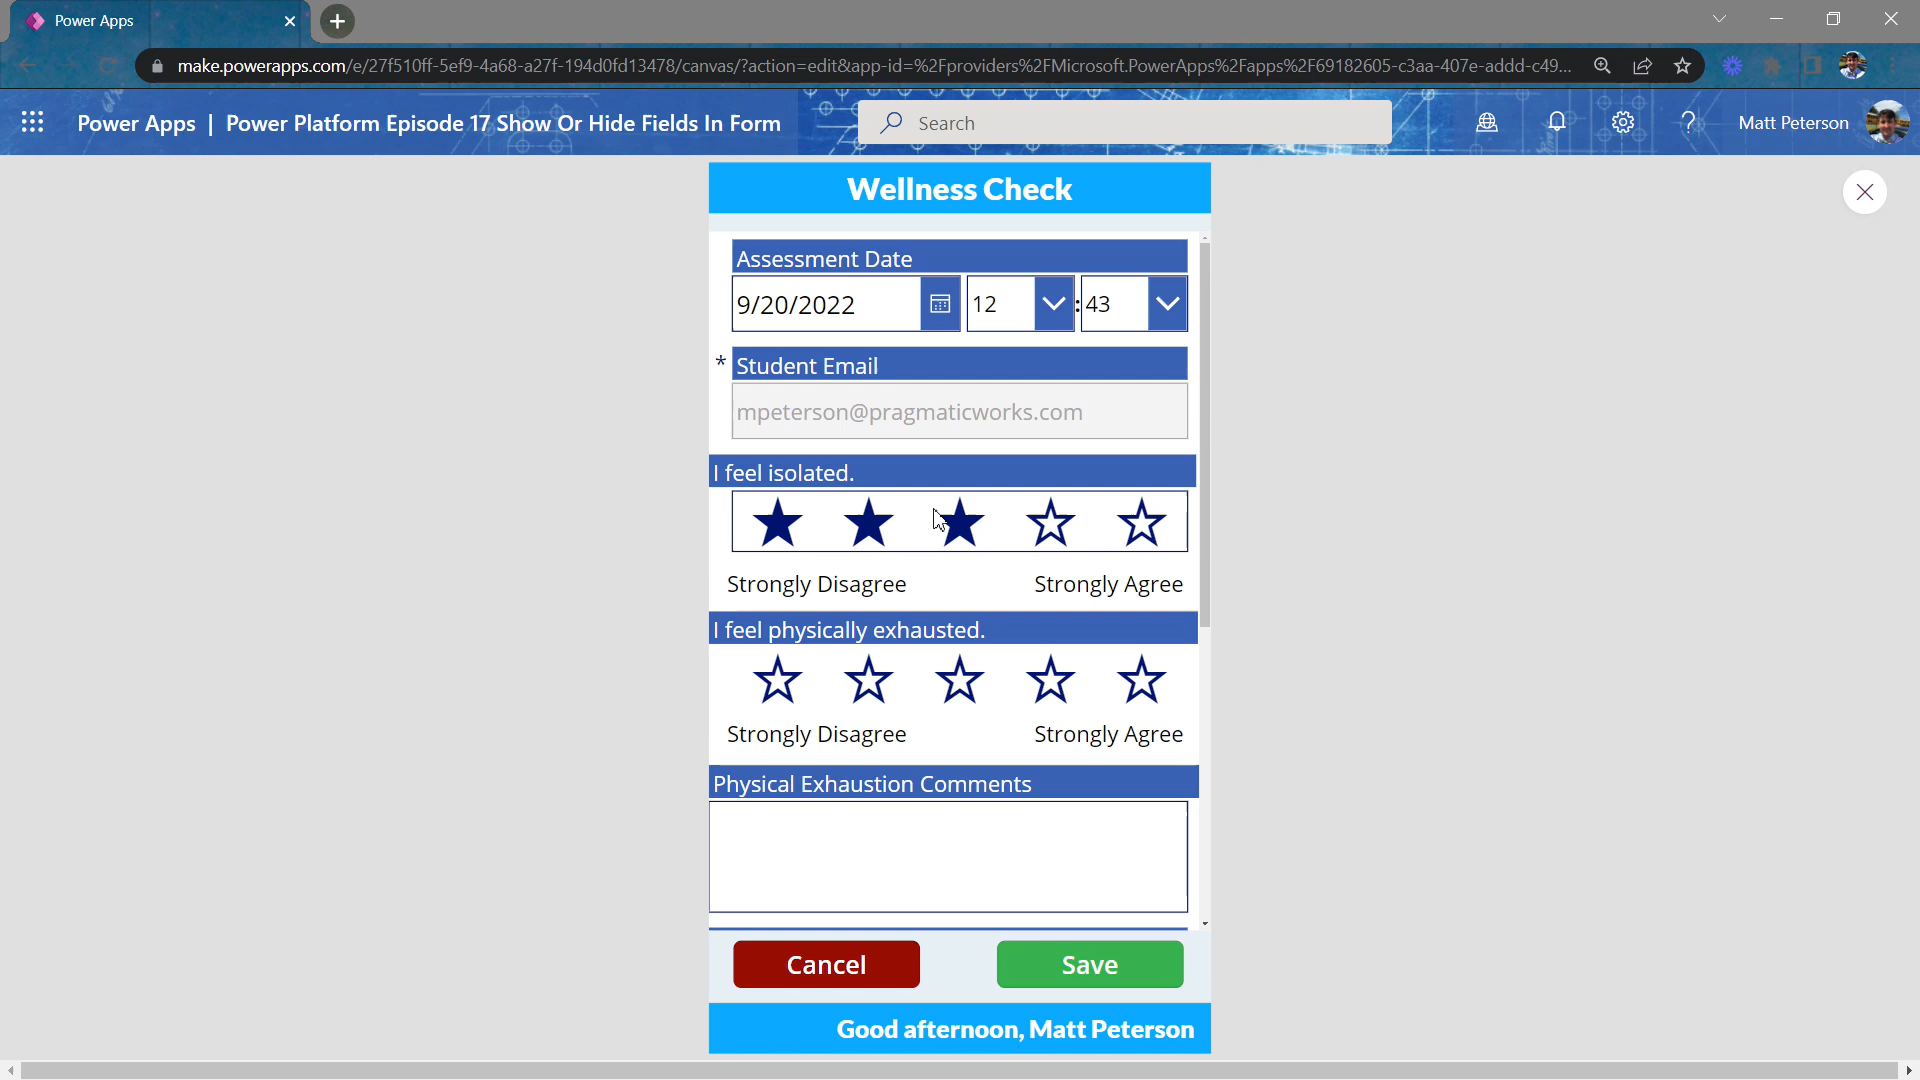 Power Apps
make.powerapps.com/e/27f510ff-5ef9-4a68-a27f-194d0fd13478/canvas/?action=edit&app-id=%2Fproviders%2FMicrosoft.PowerApps%2Fapps%2F69182605-c3aa-407e-addd-c49...
Power Apps | Power Platform Episode 17 Show Or Hide Fields In Form
Search
Matt Peterson
Wellness Check
Assessment Date
9/20/2022 12 : 43
* Student Email
mpeterson@pragmaticworks.com
I feel isolated.
Strongly Disagree Strongly Agree
I feel physically exhausted.
Strongly Disagree Strongly Agree
Physical Exhaustion Comments
Cancel Save
Good afternoon, Matt Peterson